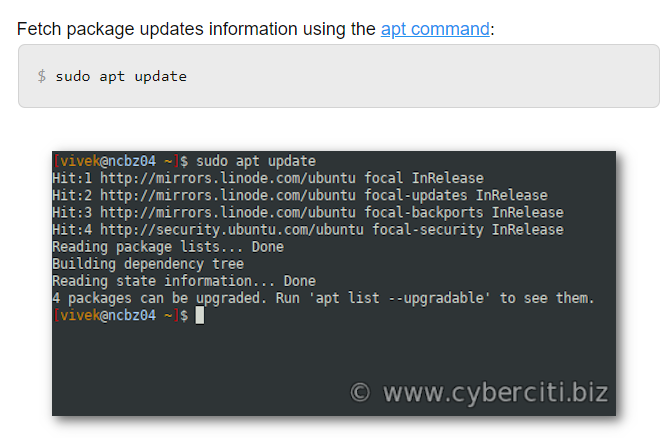 Fetch package updates information using the apt command:
$ sudo apt update
[vivek@ncbz04 ~]$ sudo apt update
Hit:1 http://mirrors.linode.com/ubuntu focal InRelease
Hit:2 http://mirrors.linode.com/ubuntu focal-updates InRelease
Hit:3 http://mirrors.linode.com/ubuntu focal-backports InRelease
Hit:4 http://security.ubuntu.com/ubuntu focal-security InRelease
Reading package lists... Done
Building dependency tree
Reading state information... Done
4 packages can be upgraded. Run 'apt list --upgradable' to see them.
[vivek@ncbz04 ~]$
© www.cyberciti.biz